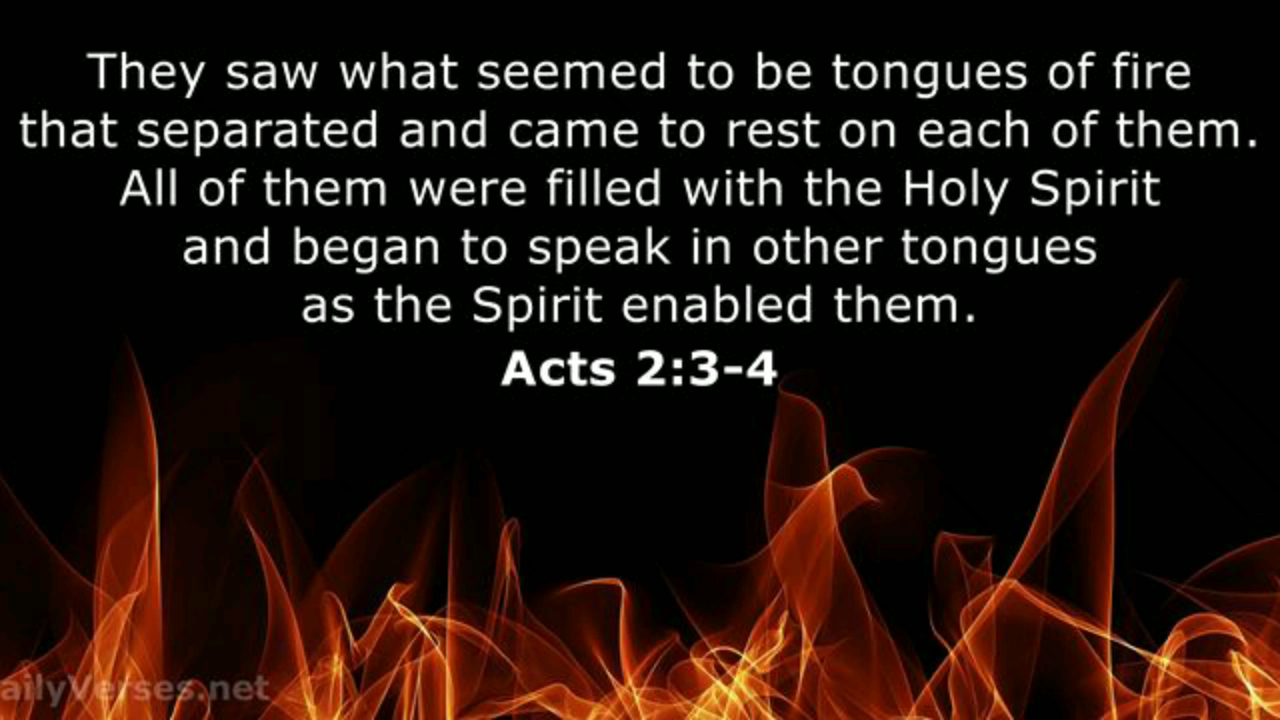 They saw what seemed to be tongues of fire
that separated and came to rest on each of them.
All of them were filled with the Holy Spirit
and began to speak in other tongues
as the Spirit enabled them.
Acts 2:3-4
ailyVerses.net